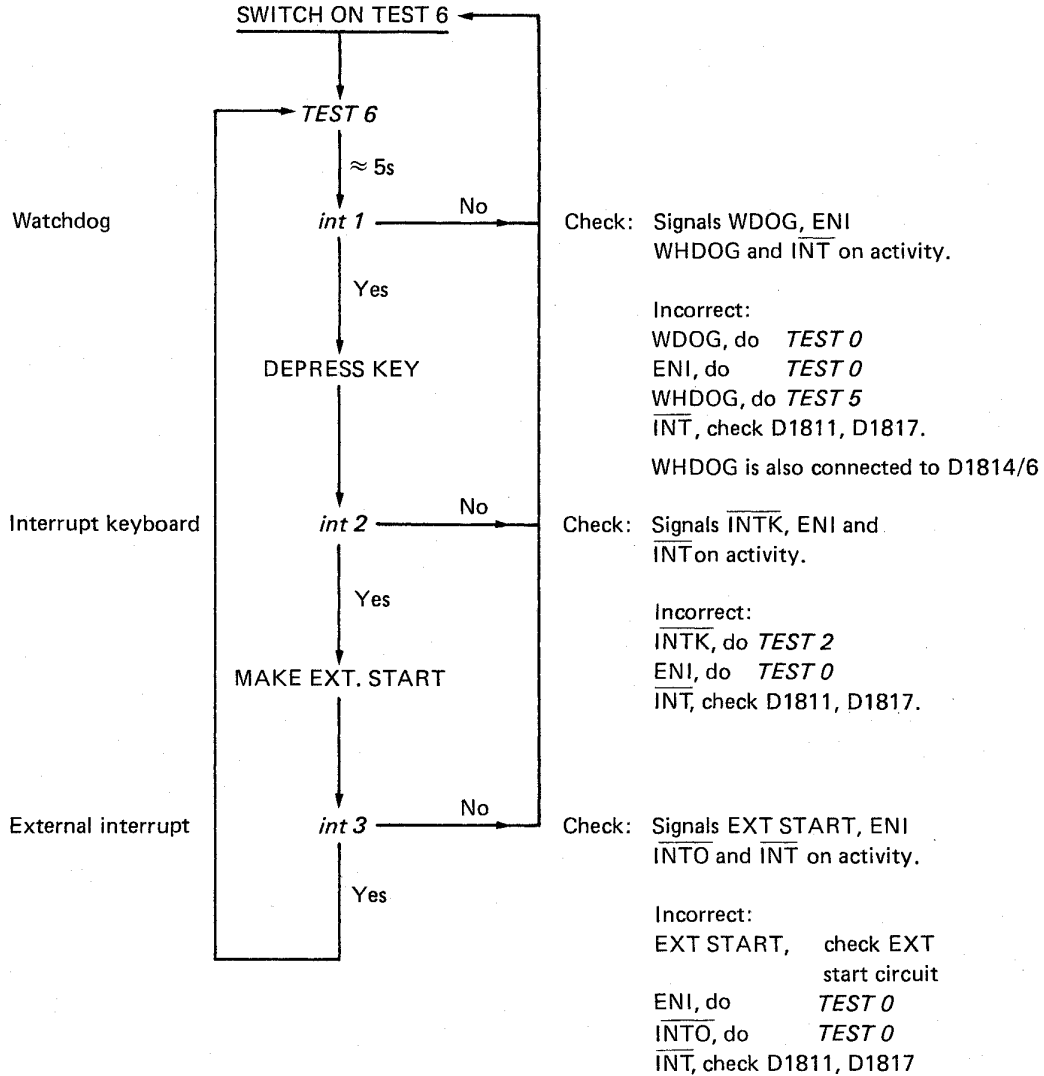 SWITCH ON TEST 6
TEST 6
≈ 5s
Watchdog
int 1
No
Check: Signals WDOG, ENI
WHDOG and INT on activity.
Yes
Incorrect:
WDOG, do TEST 0
DEPRESS KEY
ENI, do TEST 0
WHDOG, do TEST 5
INT, check D1811, D1817.
WHDOG is also connected to D1814/6
Interrupt keyboard
int 2
No
Check: Signals INTK, ENI and
INT on activity.
Yes
Incorrect:
INTK, do TEST 2
MAKE EXT. START
ENI, do TEST 0
INT, check D1811, D1817.
External interrupt
int 3
No
Check: Signals EXT START, ENI
INTO and INT on activity.
Yes
Incorrect:
EXT START, check EXT
start circuit
ENI, do TEST 0
INTO, do TEST 0
INT, check D1811, D1817